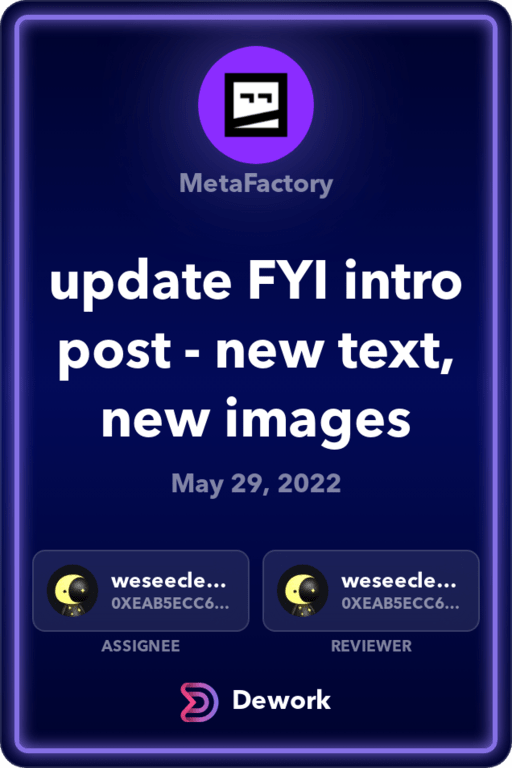 MetaFactory
update FYI intro
post - new text,
new images
May 29, 2022
weseecle... weseecle...
0XEAB5ECC6... 0XEAB5ECC6...
ASSIGNEE REVIEWER
Dework